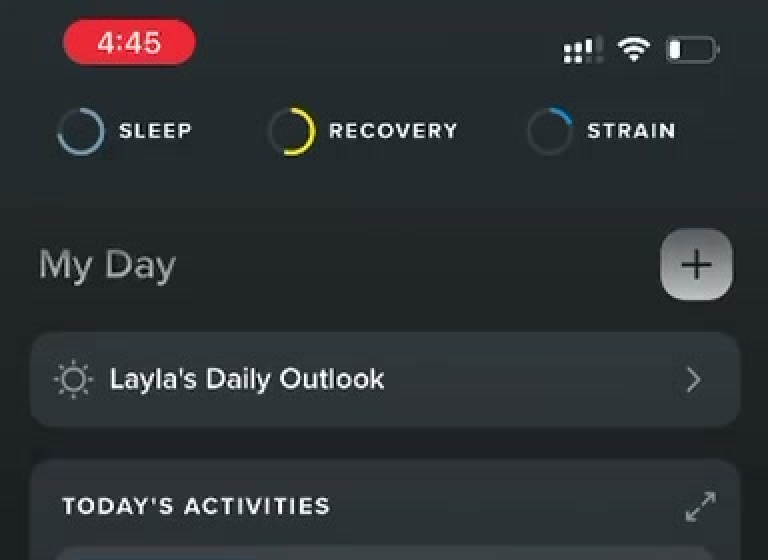 4:45
SLEEP RECOVERY STRAIN
My Day
Layla's Daily Outlook
TODAY'S ACTIVITIES